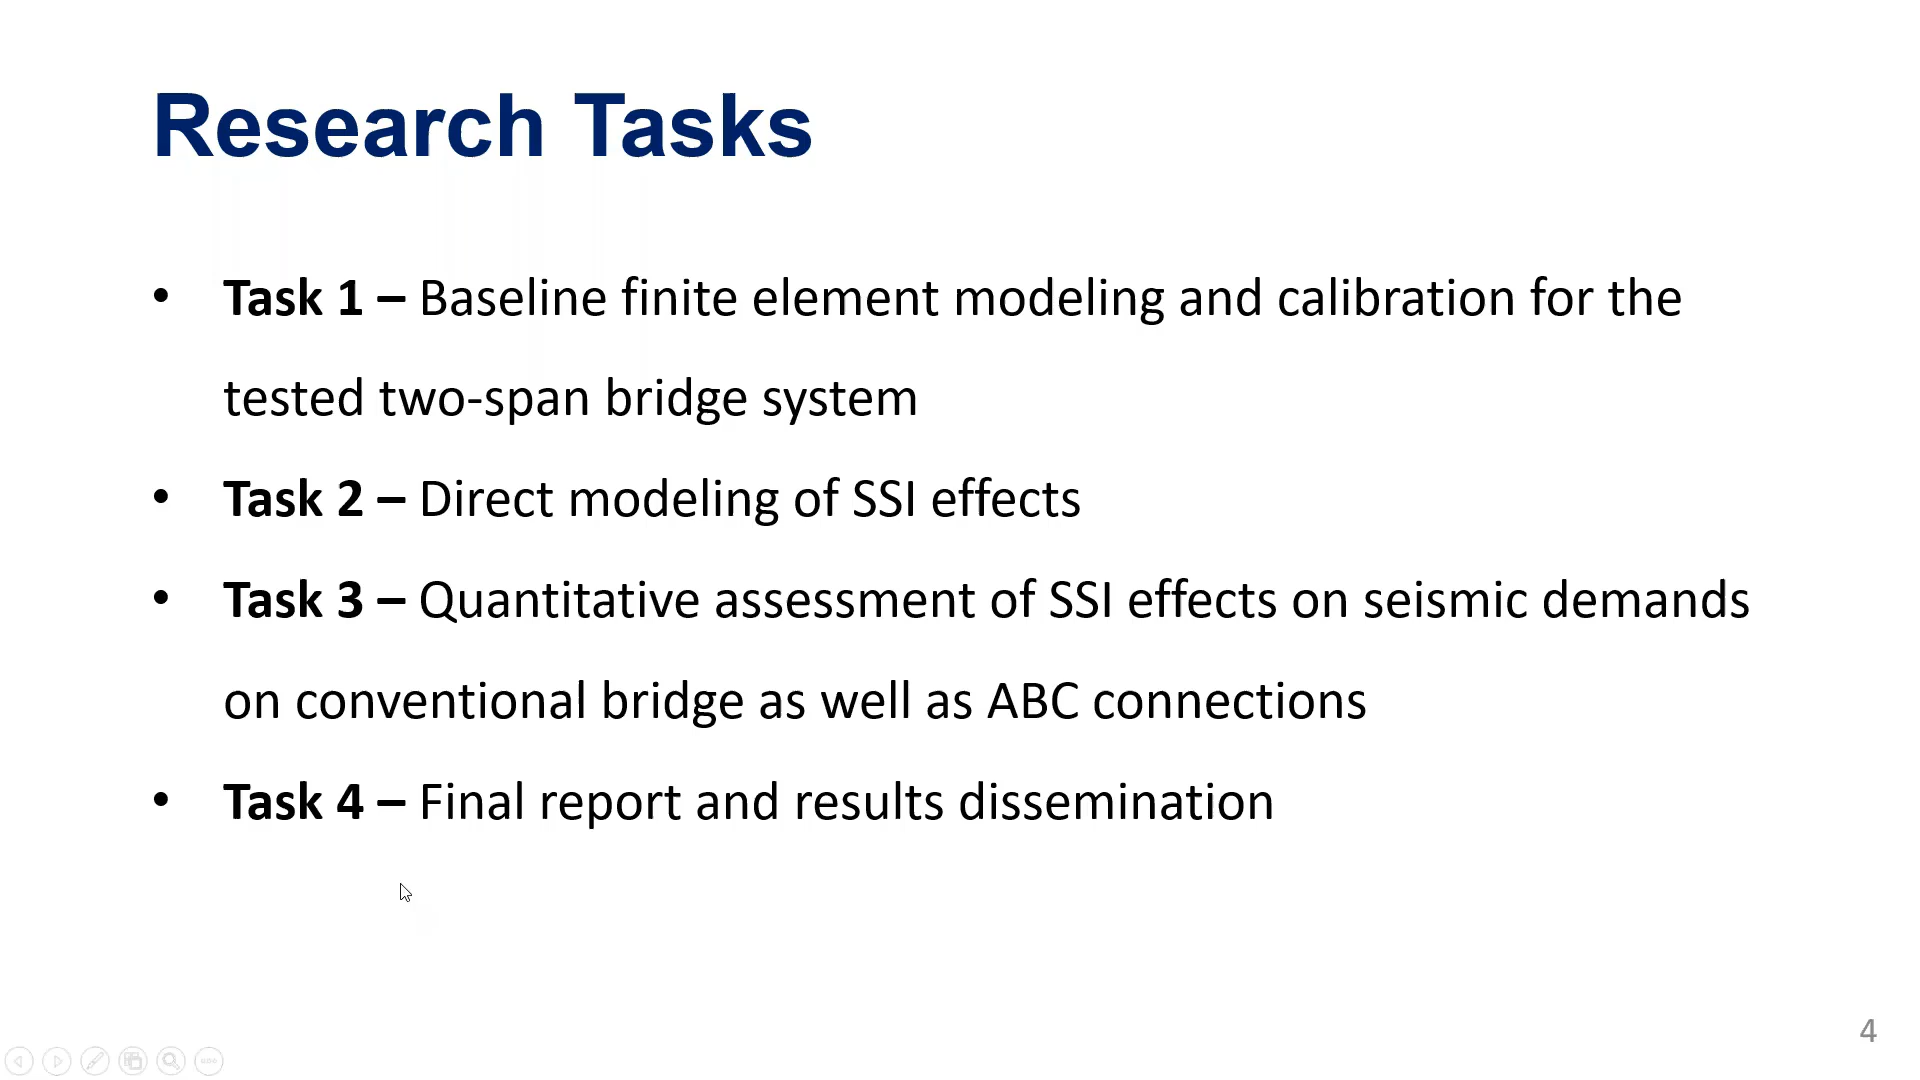 Research Tasks
• Task 1 – Baseline finite element modeling and calibration for the
tested two-span bridge system
• Task 2 – Direct modeling of SSI effects
• Task 3 – Quantitative assessment of SSI effects on seismic demands
on conventional bridge as well as ABC connections
• Task 4 – Final report and results dissemination
4